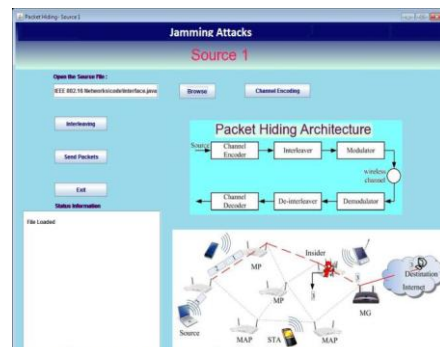 Packet Hiding - Source 1
Jamming Attacks
Source 1
Open the Source File :
IEEE 802.16 Networks\code\Interface.java
Browse
Channel Encoding
Interleaving
Send Packets
Exit
Status Information
File Loaded
Packet Hiding Architecture
Source
Channel Encoder
Interleaver
Modulator
wireless channel
Channel Decoder
De-interleaver
Demodulator
Insider
MP
MP
Destination
Internet
MG
Source
MAP
STA
MAP